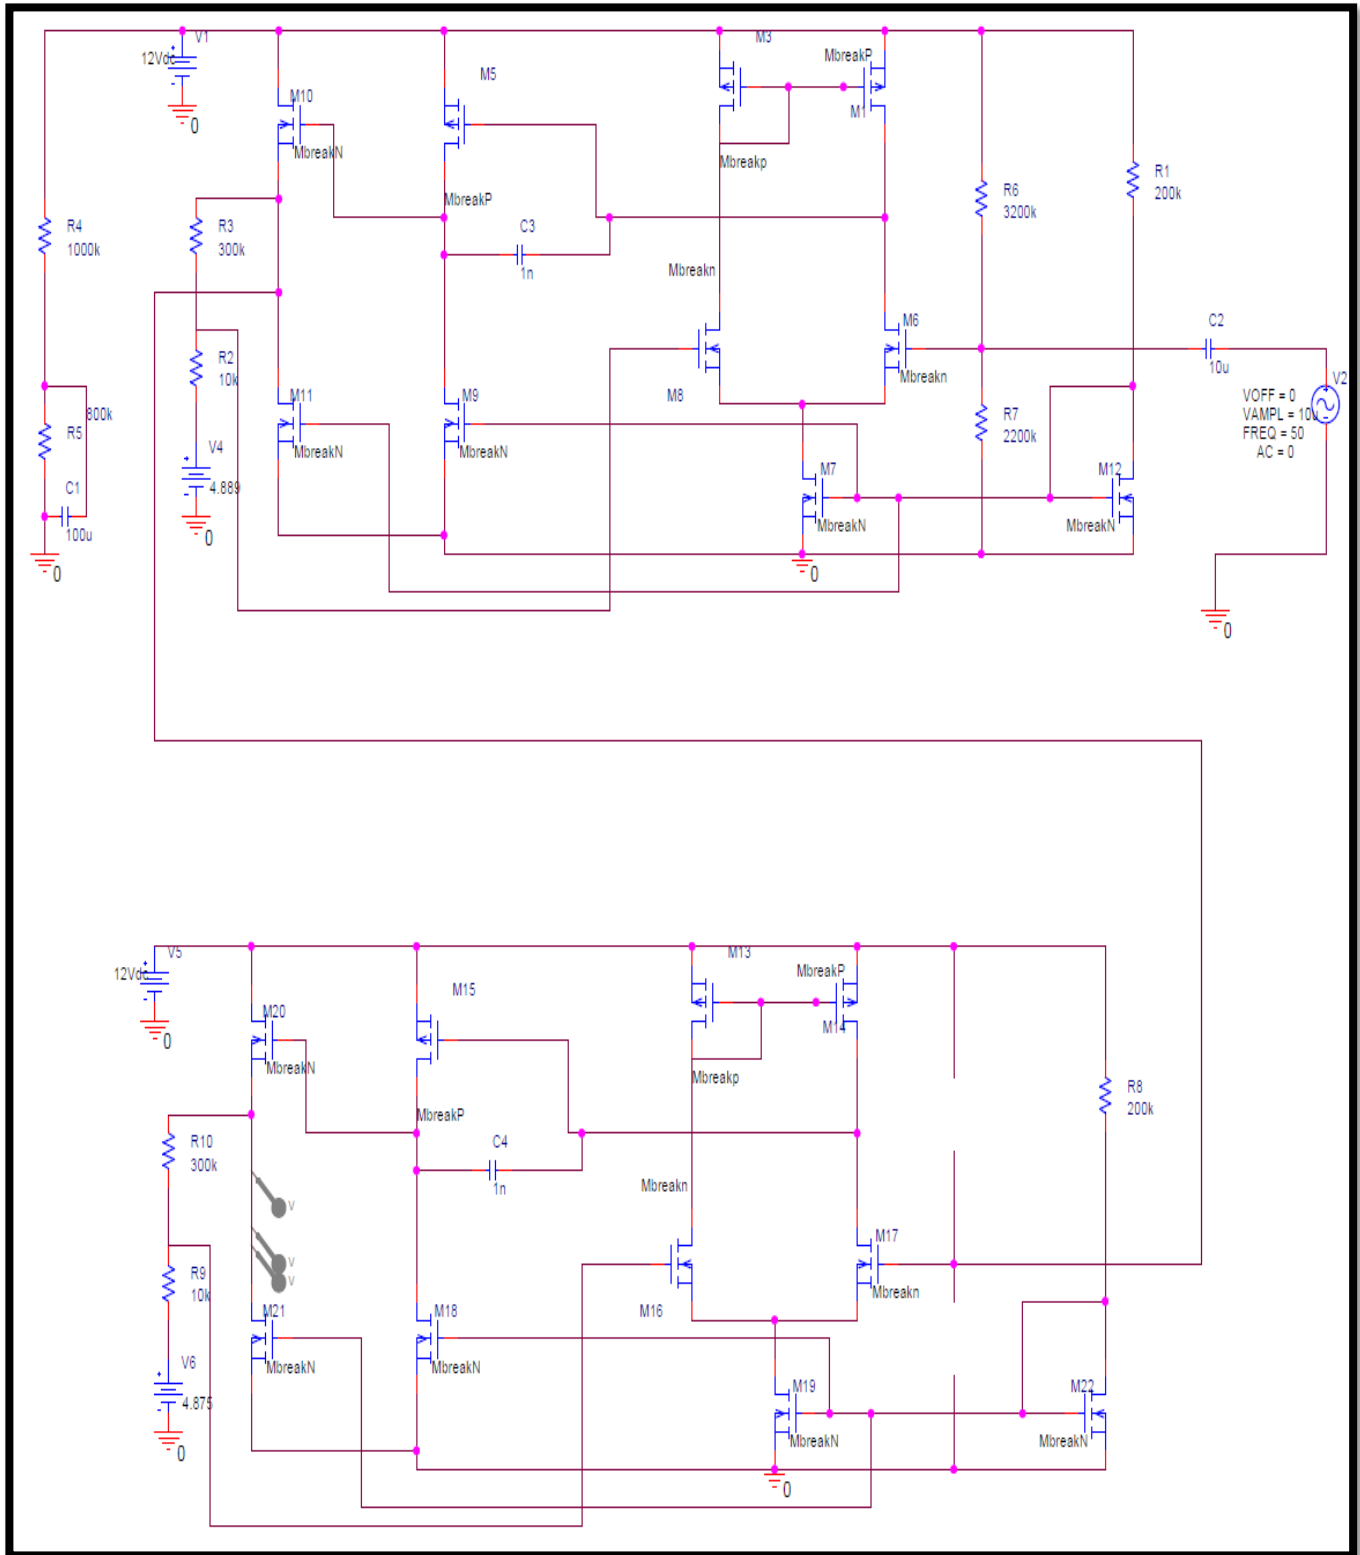 V1
12Vdc
0
M10
MbreakN
M5
MbreakP
M3
Mbreakp
MbreakP
M1
R6
3200k
R1
200k
R4
1000k
R3
300k
C3
1n
Mbreakn
M8
M6
Mbreakn
C2
10u
V2
VOFF = 0
VAMPL = 10u
FREQ = 50
AC = 0
R2
10k
800k
R5
C1
100u
0
V4
4.889
0
M11
MbreakN
M9
MbreakN
R7
2200k
M7
MbreakN
0
M12
MbreakN
0
V5
12Vdc
0
M20
MbreakN
M15
MbreakP
M13
Mbreakp
MbreakP
M14
R8
200k
R10
300k
C4
1n
Mbreakn
M16
M17
Mbreakn
V
V
V
R9
10k
M21
MbreakN
M18
MbreakN
V6
4.875
0
M19
MbreakN
0
M22
MbreakN